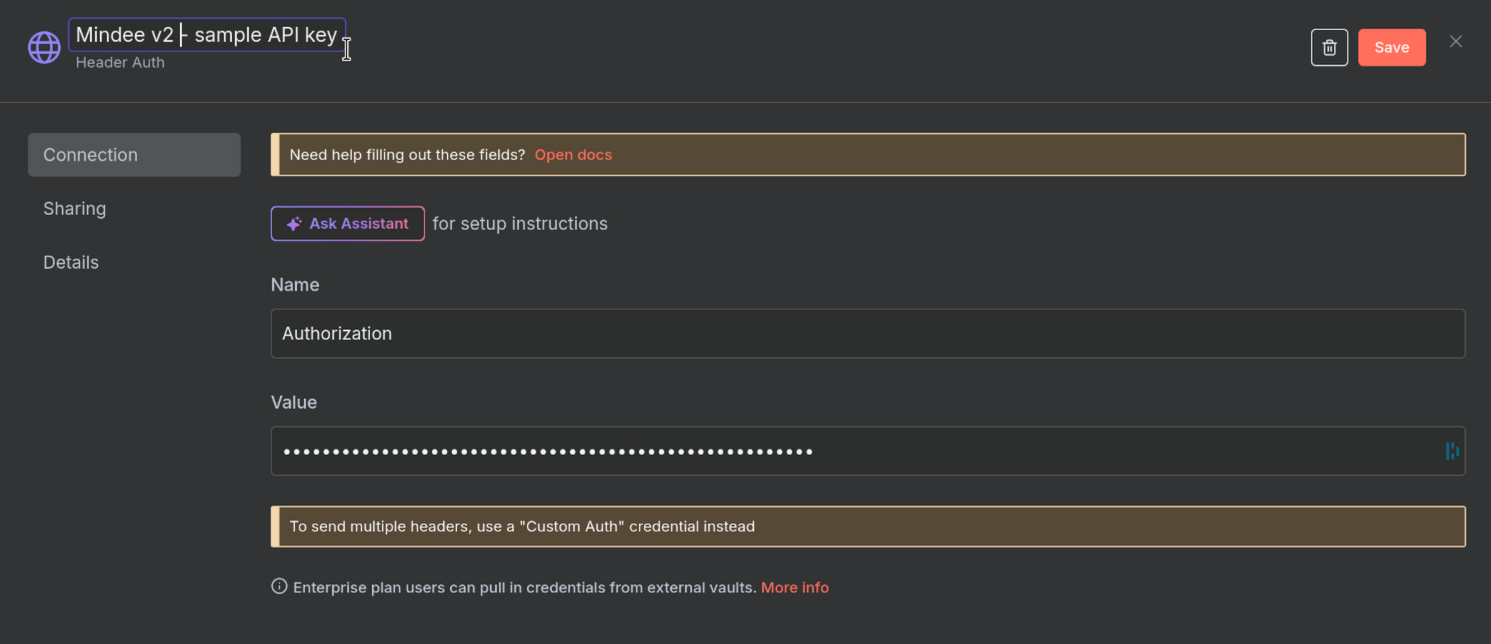 Mindee v2 - sample API key
Header Auth
Save
Connection
Sharing
Details
Need help filling out these fields? Open docs
Ask Assistant for setup instructions
Name
Authorization
Value
••••••••••••••••••••••••••••••••••••••••••••••••••••••
To send multiple headers, use a "Custom Auth" credential instead
Enterprise plan users can pull in credentials from external vaults. More info